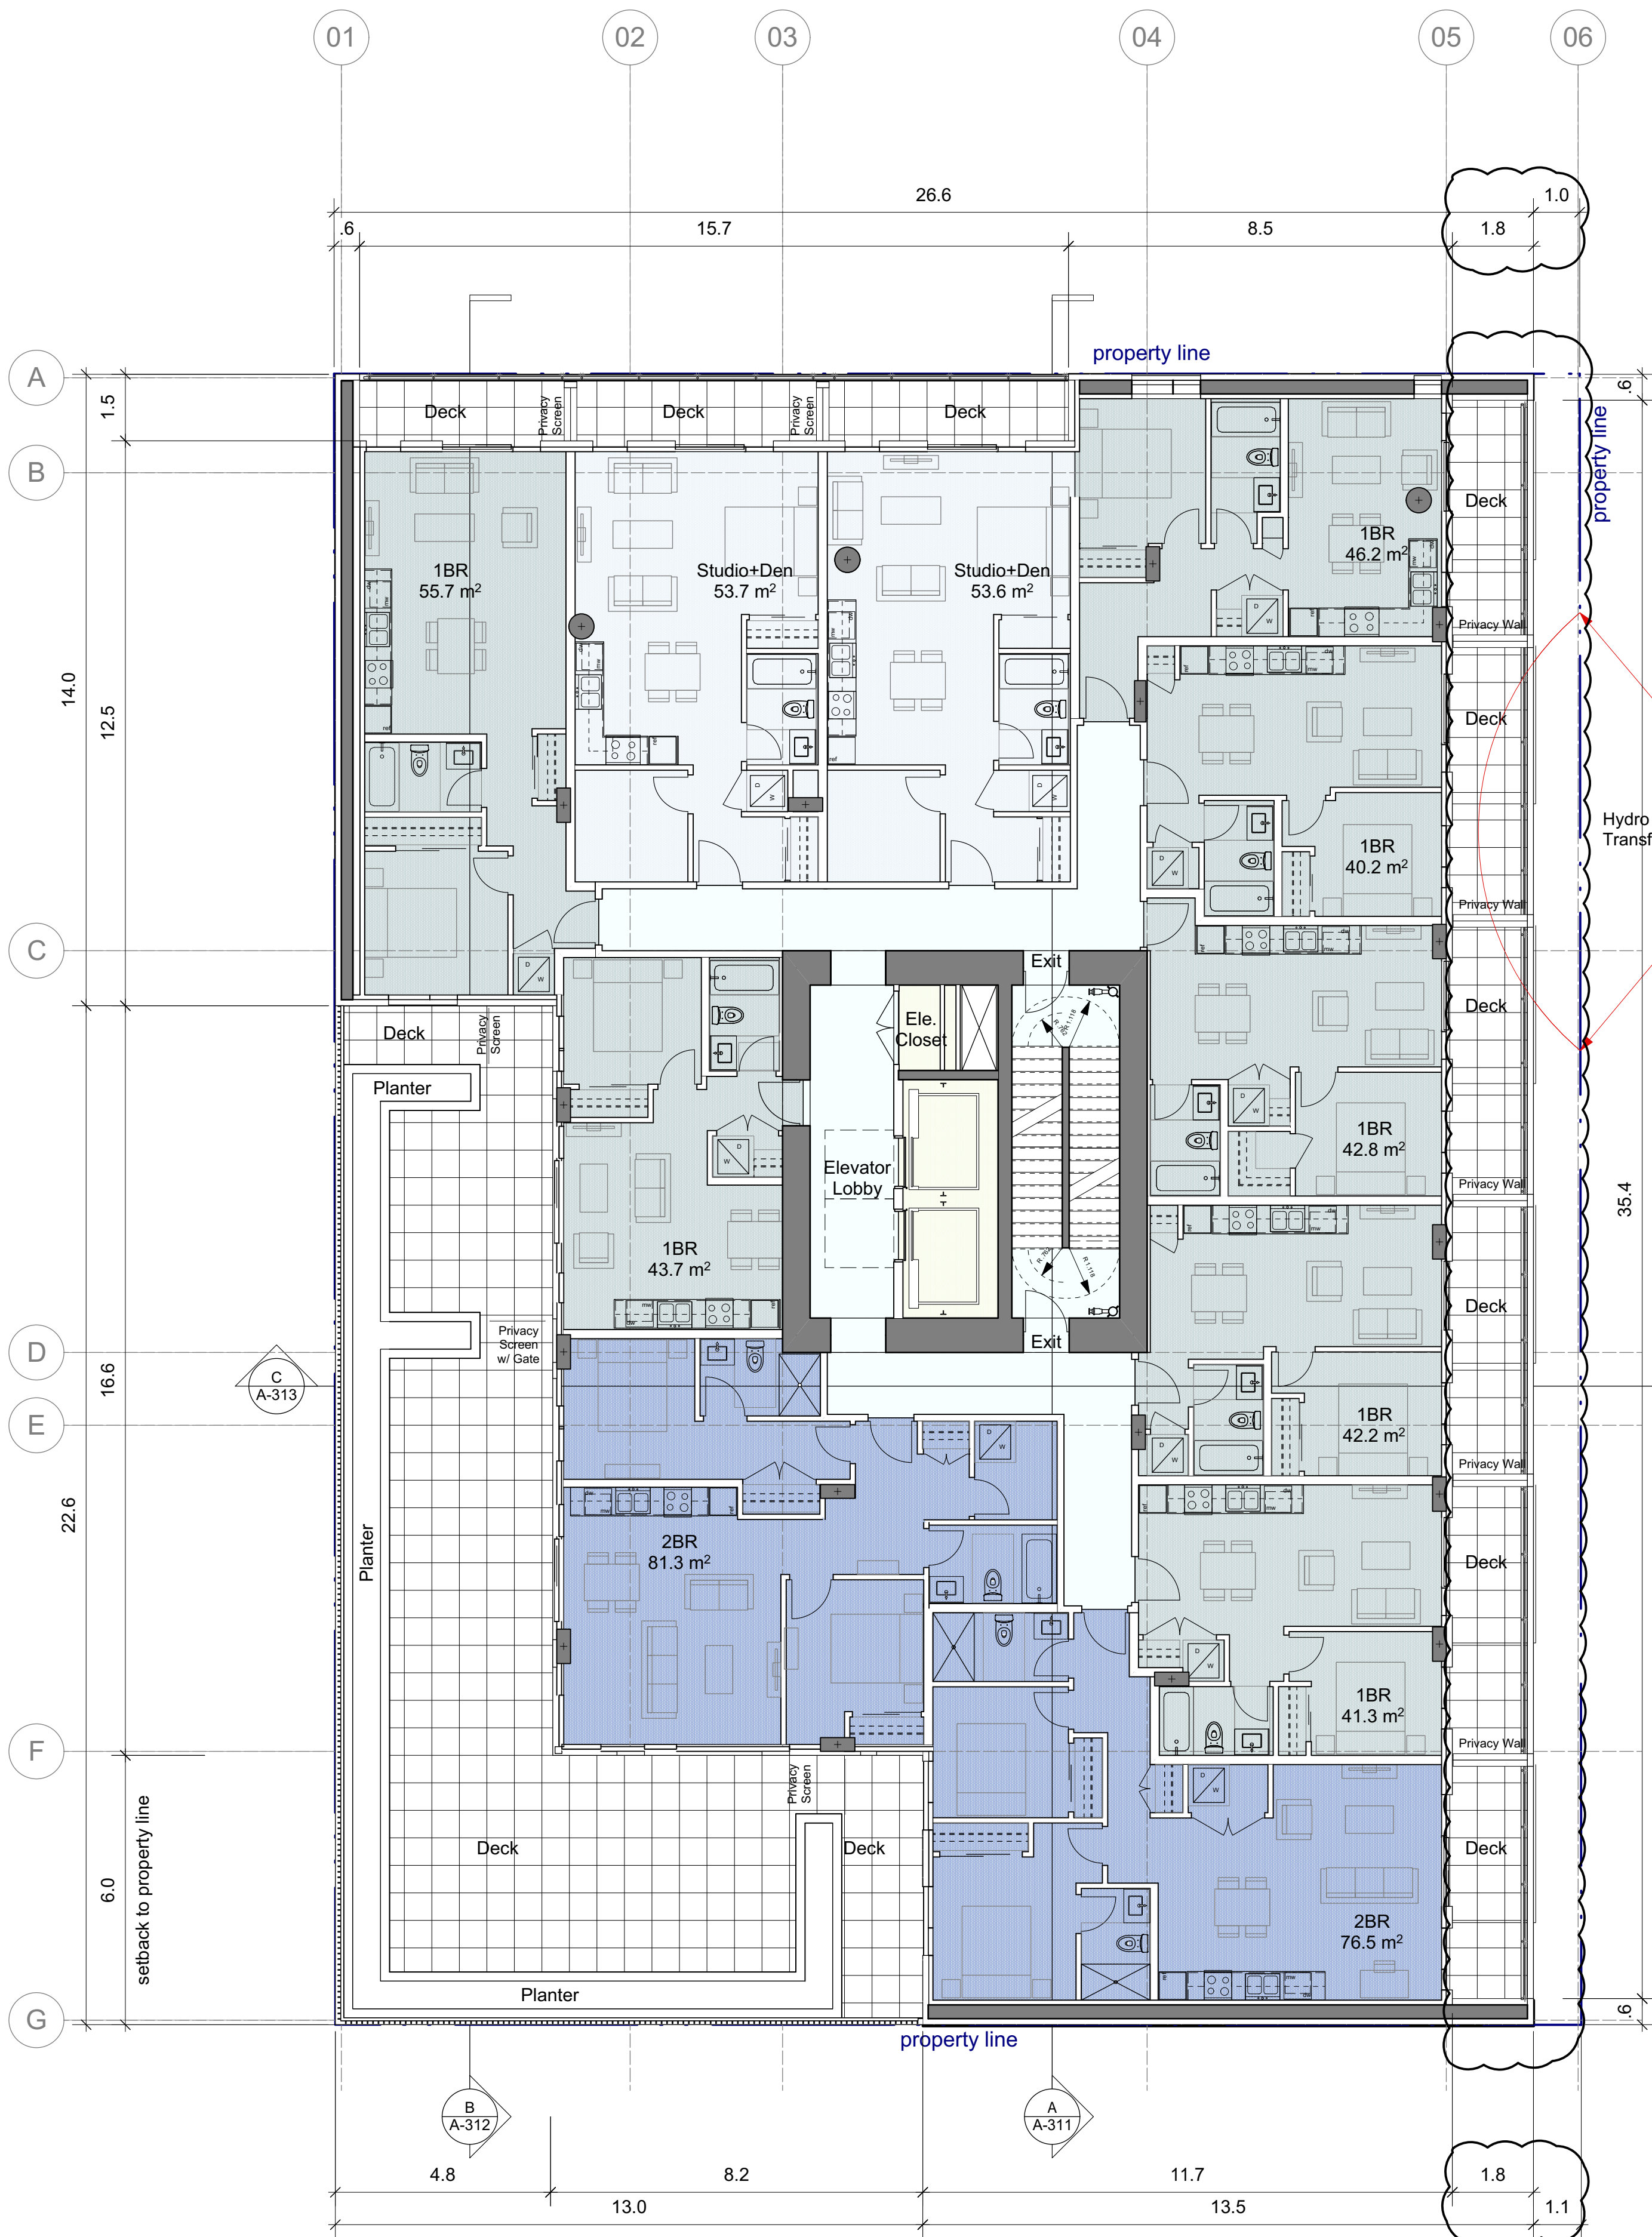 01
02
03
04
05
06
26.6
1.0
.6
15.7
8.5
1.8
property line
A
1.5
.6
Deck
Privacy
Screen
Deck
Privacy
Screen
Deck
property line
B
Deck
1BR
46.2 m²
1BR
55.7 m²
Studio+Den
53.7 m²
Studio+Den
53.6 m²
Privacy Wall
14.0
12.5
Deck
Hydro
Transf
1BR
40.2 m²
Privacy Wall
C
Exit
Deck
Deck
Privacy
Screen
Ele.
Closet
R .762
R 1.118
Planter
1BR
42.8 m²
Elevator
Lobby
Privacy Wall
35.4
1BR
43.7 m²
R .762
R 1.118
Deck
Privacy
Screen
w/ Gate
Exit
D
C
A-313
16.6
E
1BR
42.2 m²
Privacy Wall
22.6
Planter
2BR
81.3 m²
Deck
1BR
41.3 m²
F
Privacy Wall
Privacy
Screen
setback to property line
6.0
Deck
Deck
Deck
2BR
76.5 m²
Planter
G
.6
property line
B
A-312
A
A-311
4.8
8.2
11.7
1.8
13.0
13.5
1.1